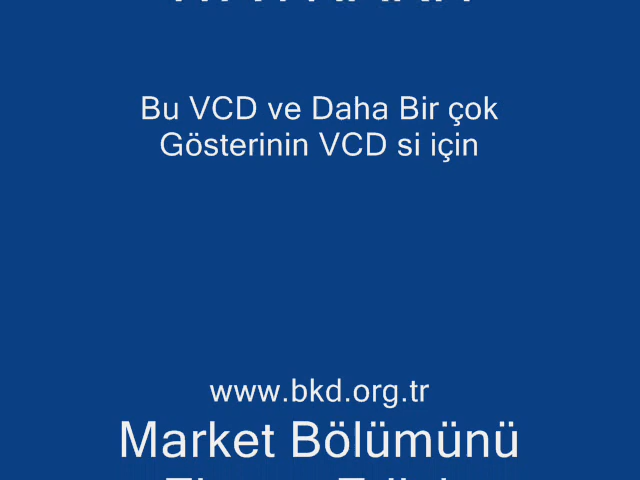 Bu VCD ve Daha Bir çok
Gösterinin VCD si için
www.bkd.org.tr
Market Bölümünü